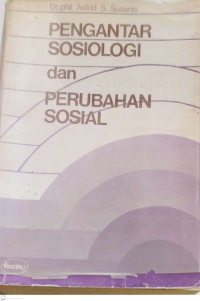 Dr.phil. Astrid S. Susanto
PENGANTAR
SOSIOLOGI
dan
PERUBAHAN
SOSIAL